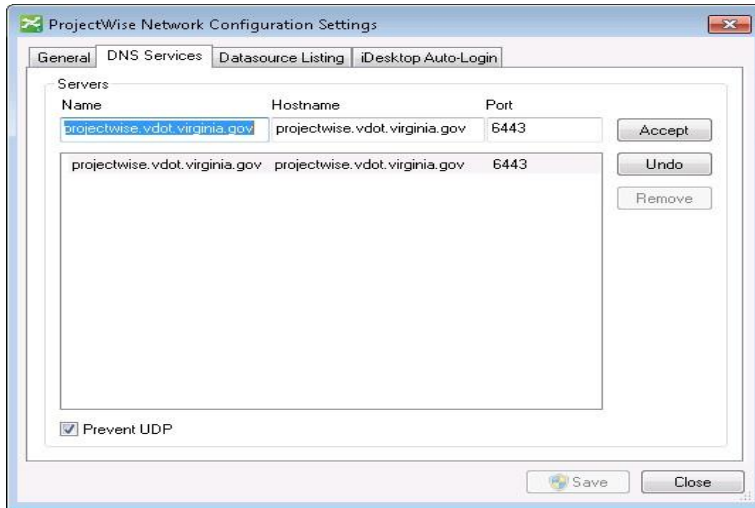 ProjectWise Network Configuration Settings
General DNS Services Datasource Listing iDesktop Auto-Login
Servers
Name Hostname Port
projectwise.vdot.virginia.gov projectwise.vdot.virginia.gov 6443 Accept
projectwise.vdot.virginia.gov projectwise.vdot.virginia.gov 6443 Undo
Remove
Prevent UDP
Save Close